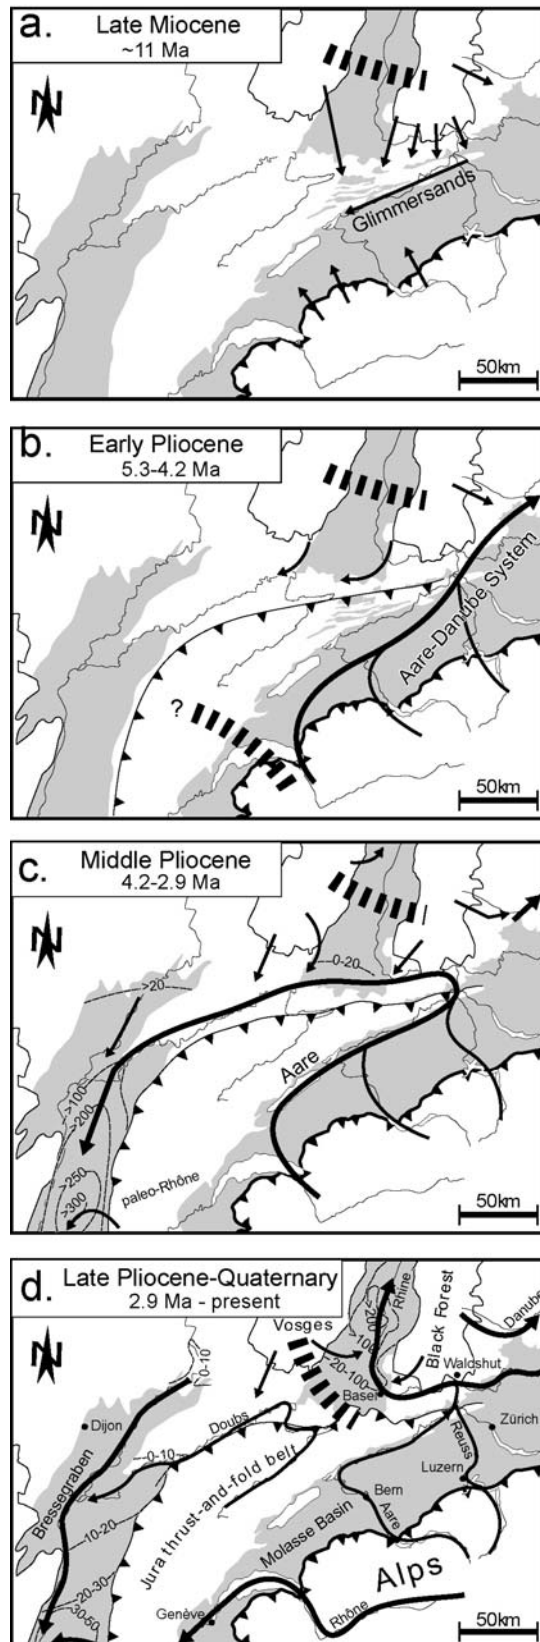 a.
Late Miocene
~11 Ma
N
Glimmersands
50km
b.
Early Pliocene
5.3-4.2 Ma
N
Aare-Danube System
?
50km
c.
Middle Pliocene
4.2-2.9 Ma
N
0-20
>20
>100
>200
Aare
>250
>300
paleo-Rhône
50km
d.
Late Pliocene-Quaternary
2.9 Ma - present
N
Vosges
>200
Rhine
Black Forest
Danube
100
20-100
0-10
Waldshut
Basel
Dijon
Doubs
Zürich
Bressegraben
0-10
Reuss
Luzern
Jura thrust-and-fold belt
Bern
Aare
Molasse Basin
10-20
20-30
30-50
Alps
Genève
Rhône
50km